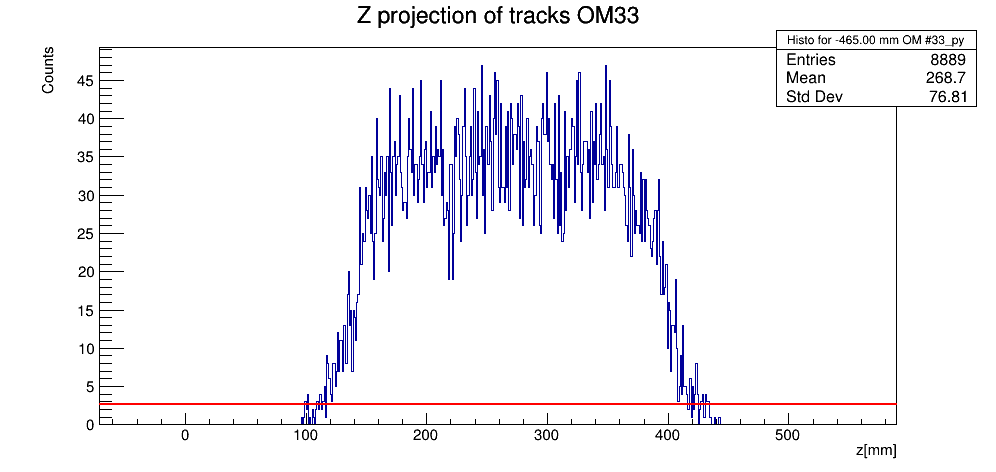 Z projection of tracks OM33
Histo for -465.00 mm OM #33_py
Entries 8889
Mean 268.7
Std Dev 76.81
Counts
45
40
35
30
25
20
15
10
5
0
0 100 200 300 400 500
z[mm]